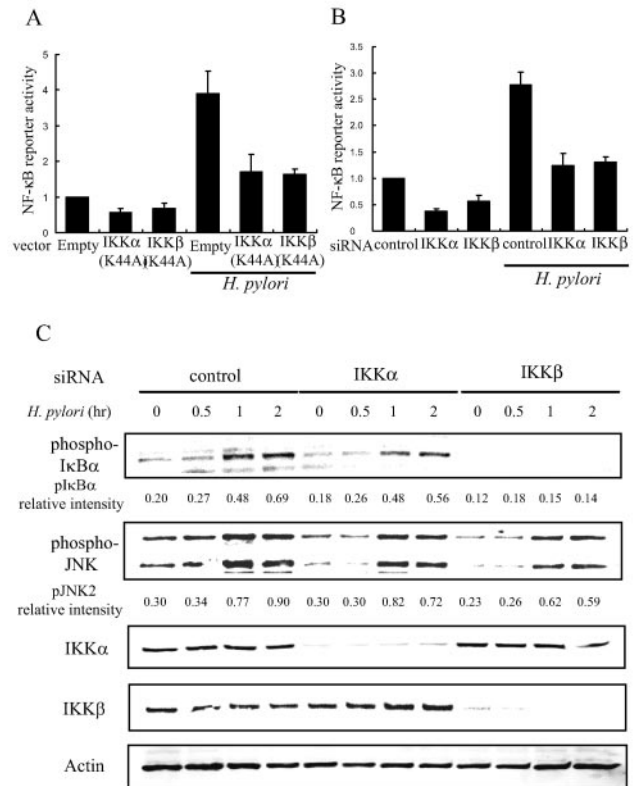 A
NF-κB reporter activity
5
4
3
2
1
0
vector Empty IKKα (K44A) IKKβ (K44A) Empty IKKα (K44A) IKKβ (K44A)
H. pylori
B
NF-κB reporter activity
3.5
3.0
2.5
2.0
1.5
1.0
0.5
0
siRNA control IKKα IKKβ control IKKα IKKβ
H. pylori
C
siRNA control IKKα IKKβ
H. pylori (hr) 0 0.5 1 2 0 0.5 1 2 0 0.5 1 2
phospho-
IκBα
pIκBα
relative intensity 0.20 0.27 0.48 0.69 0.18 0.26 0.48 0.56 0.12 0.18 0.15 0.14
phospho-
JNK
pJNK2
relative intensity 0.30 0.34 0.77 0.90 0.30 0.30 0.82 0.72 0.23 0.26 0.62 0.59
IKKα
IKKβ
Actin